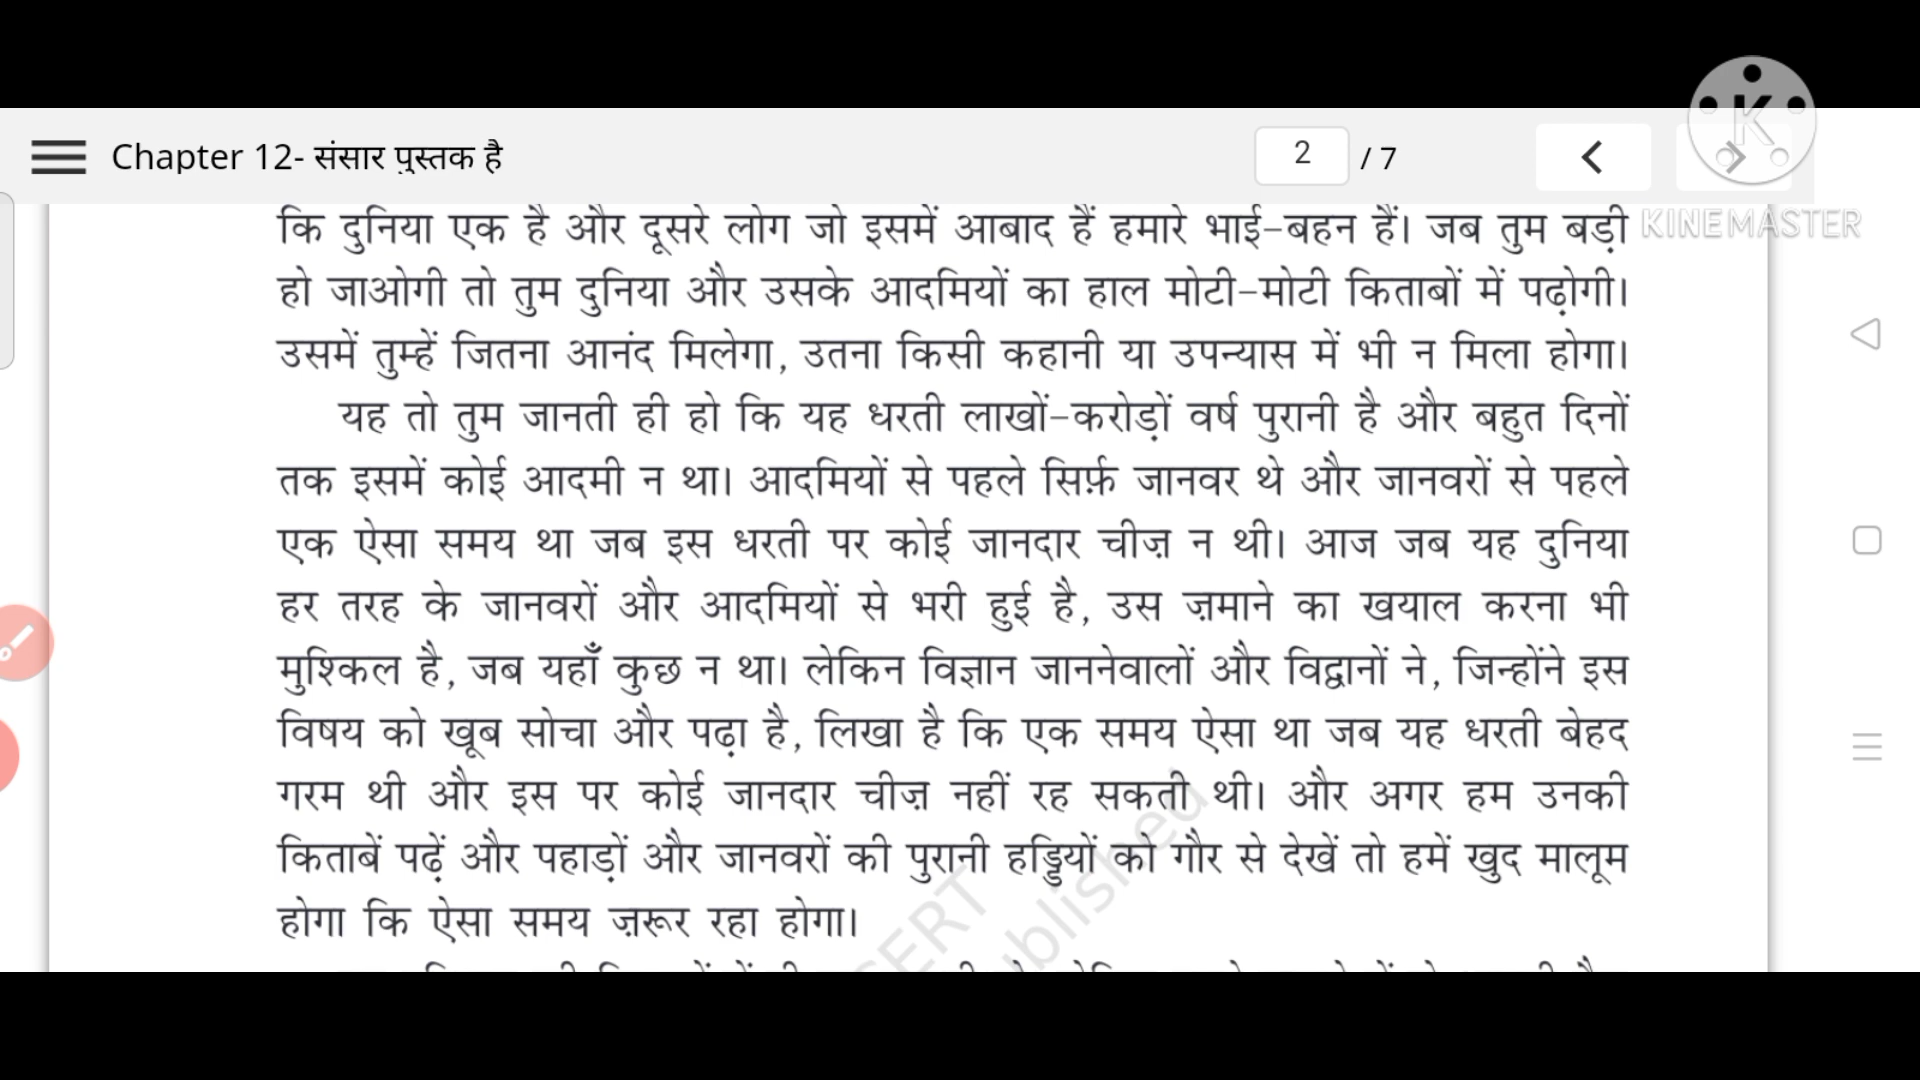 Chapter 12- संसार पुस्तक है
2 / 7
KINEMASTER
कि दुनिया एक है और दूसरे लोग जो इसमें आबाद हैं हमारे भाई-बहन हैं। जब तुम बड़ी
हो जाओगी तो तुम दुनिया और उसके आदमियों का हाल मोटी-मोटी किताबों में पढ़ोगी।
उसमें तुम्हें जितना आनंद मिलेगा, उतना किसी कहानी या उपन्यास में भी न मिला होगा।
यह तो तुम जानती ही हो कि यह धरती लाखों-करोड़ों वर्ष पुरानी है और बहुत दिनों
तक इसमें कोई आदमी न था। आदमियों से पहले सिर्फ़ जानवर थे और जानवरों से पहले
एक ऐसा समय था जब इस धरती पर कोई जानदार चीज़ न थी। आज जब यह दुनिया
हर तरह के जानवरों और आदमियों से भरी हुई है, उस ज़माने का खयाल करना भी
मुश्किल है, जब यहाँ कुछ न था। लेकिन विज्ञान जाननेवालों और विद्वानों ने, जिन्होंने इस
विषय को खूब सोचा और पढ़ा है, लिखा है कि एक समय ऐसा था जब यह धरती बेहद
गरम थी और इस पर कोई जानदार चीज़ नहीं रह सकती थी। और अगर हम उनकी
किताबें पढ़ें और पहाड़ों और जानवरों की पुरानी हड्डियों को गौर से देखें तो हमें खुद मालूम
होगा कि ऐसा समय ज़रूर रहा होगा।